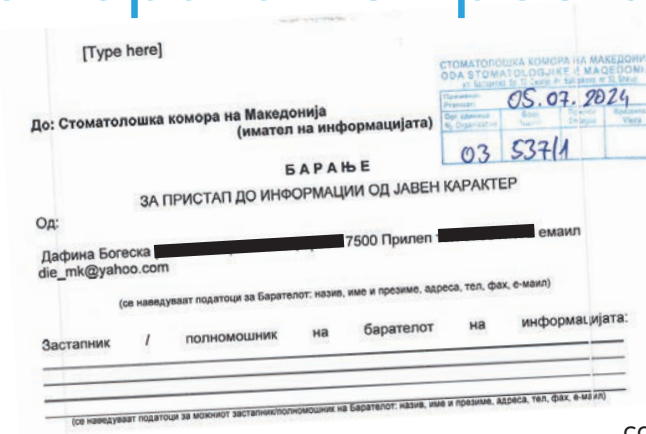 [Type here]
СТОМАТОЛОШКА КОМОРА НА МАКЕДОНИ
ODA STOMATOLOGJIKE E MAQEDONI
05.07.2024
03 537/1
До: Стоматолошка комора на Македонија
(имател на информацијата)
БАРАЊЕ
ЗА ПРИСТАП ДО ИНФОРМАЦИИ ОД ЈАВЕН КАРАКТЕР
Од:
Дафина Богеска 7500 Прилеп емаил
die_mk@yahoo.com
(се наведуваат податоци за Барателот: назив, име и презиме, адреса, тел, фах, е-маил)
Застапник / полномошник на барателот на информацијата:
(се наведуваат податоци за можниот застапник/полномошник на Барателот: назив, име и презиме, адреса, тел, фах, е-маил)